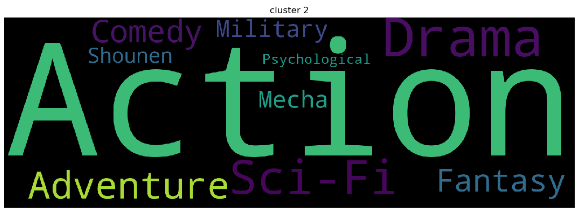 cluster 2
Comedy Military Drama
Shounen Psychological
Action
Mecha
Adventure Sci-Fi Fantasy